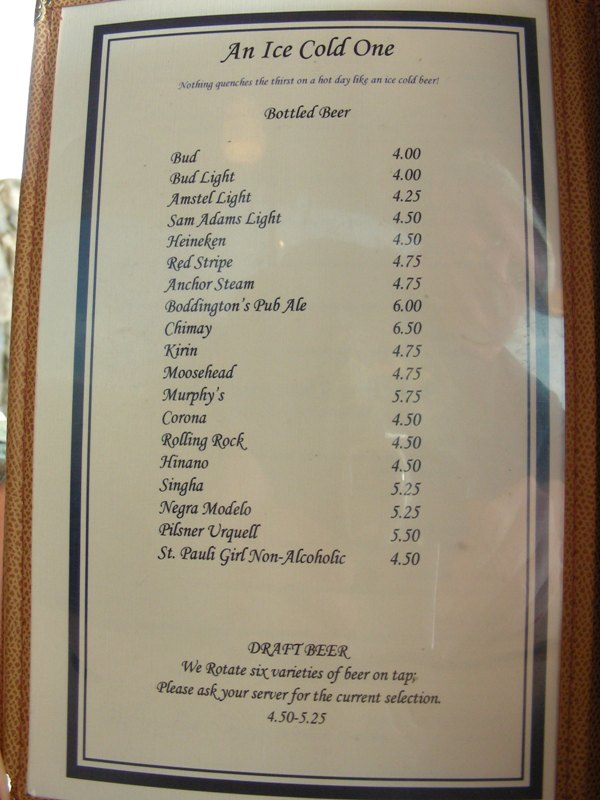 An Ice Cold One
Nothing quenches the thirst on a hot day like an ice cold beer!
Bottled Beer
Bud 4.00
Bud Light 4.00
Amstel Light 4.25
Sam Adams Light 4.50
Heineken 4.50
Red Stripe 4.75
Anchor Steam 4.75
Boddington's Pub Ale 6.00
Chimay 6.50
Kirin 4.75
Moosehead 4.75
Murphy's 5.75
Corona 4.50
Rolling Rock 4.50
Hinano 4.50
Singha 5.25
Negra Modelo 5.25
Pilsner Urquell 5.50
St. Pauli Girl Non-Alcoholic 4.50
DRAFT BEER
We Rotate six varieties of beer on tap;
Please ask your server for the current selection.
4.50-5.25